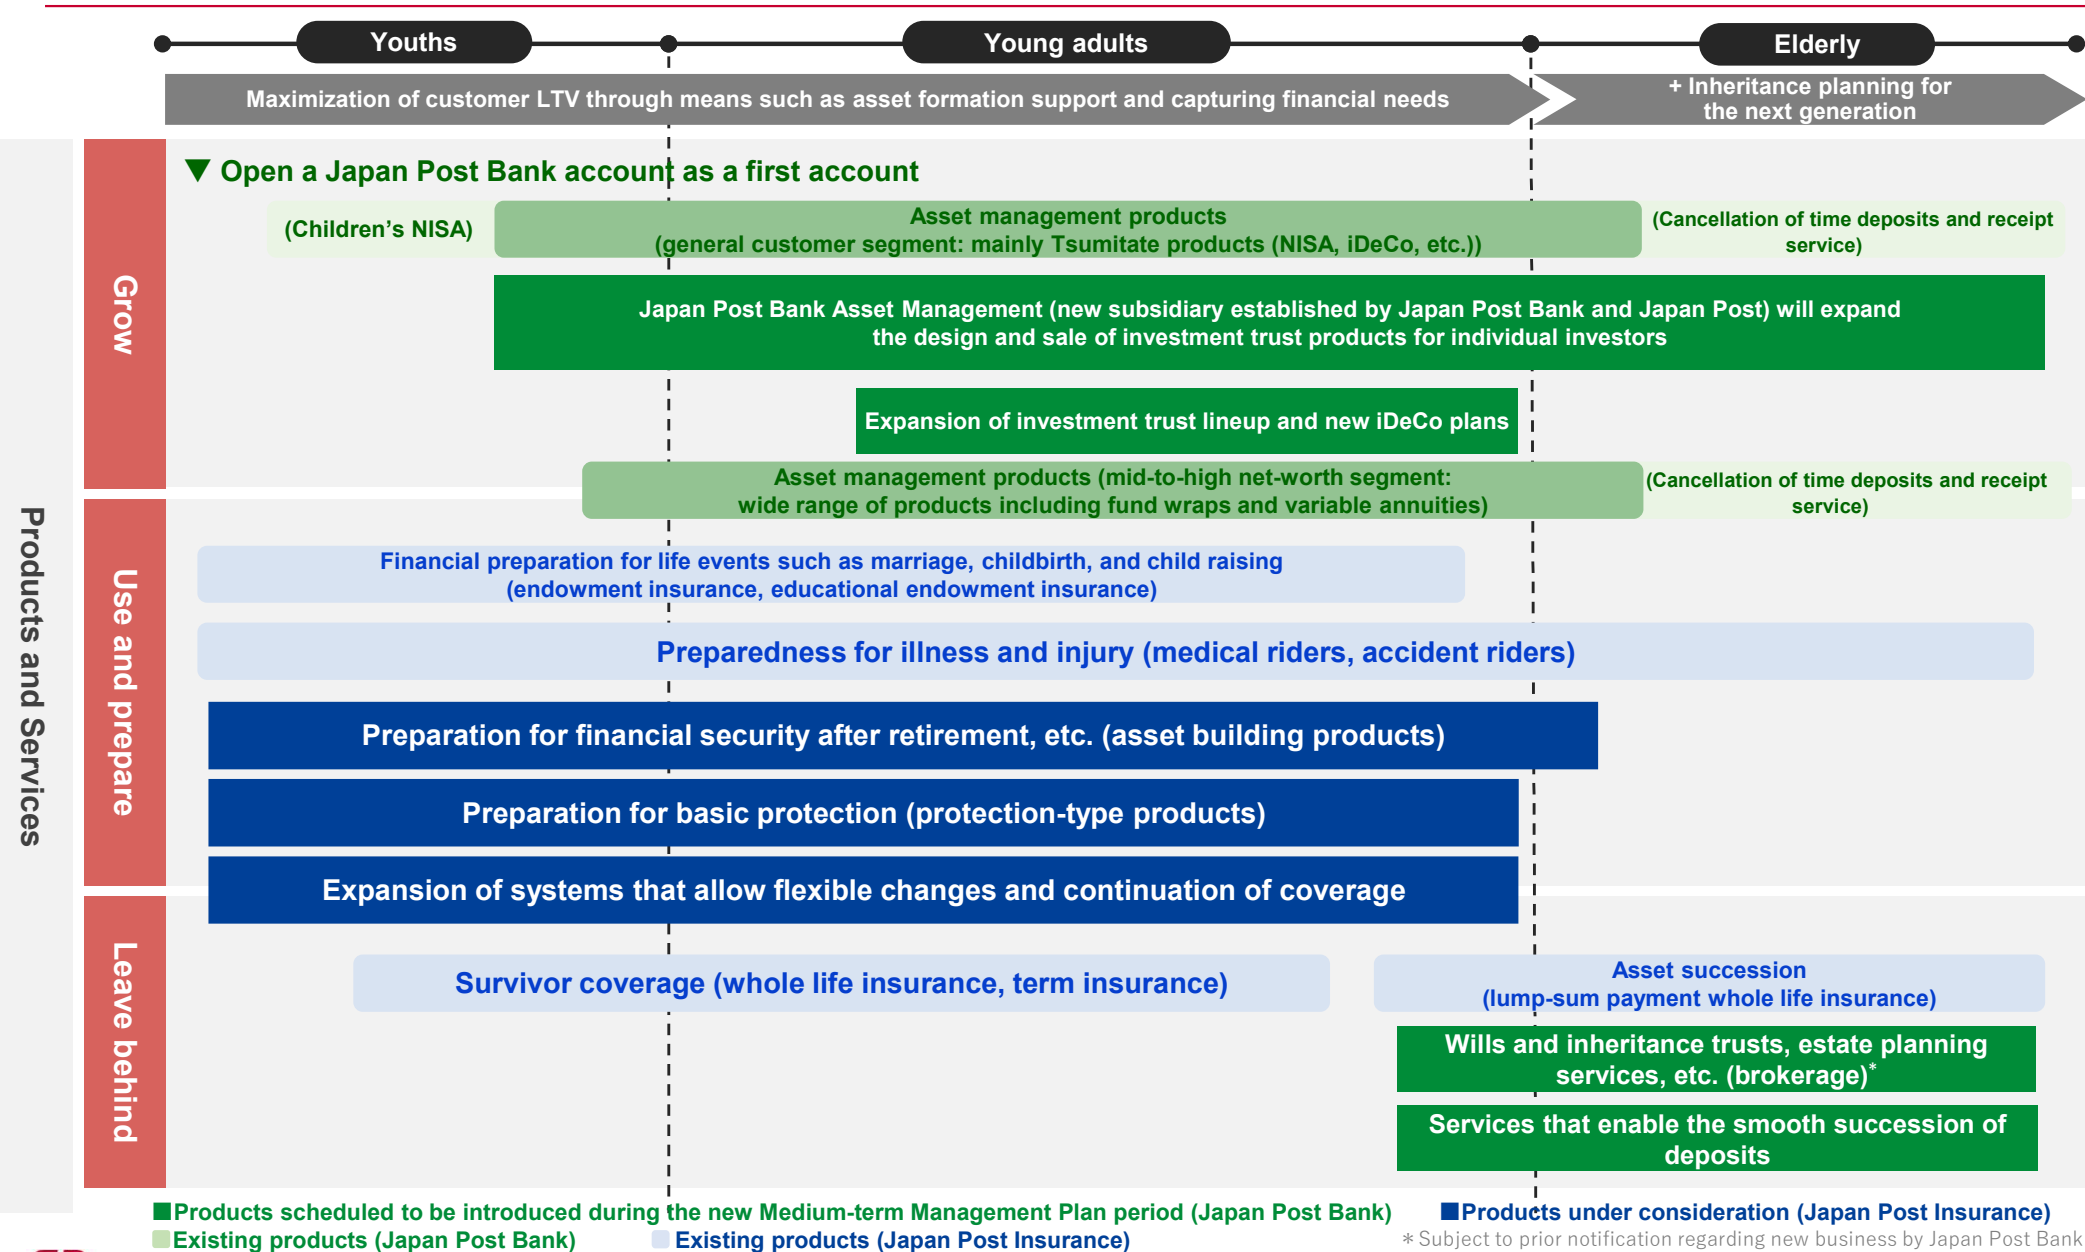 Youths
Young adults
Elderly
Maximization of customer LTV through means such as asset formation support and capturing financial needs
+ Inheritance planning for
the next generation
Products and Services
Grow
▼ Open a Japan Post Bank account as a first account
(Children’s NISA)
Asset management products
(general customer segment: mainly Tsumitate products (NISA, iDeCo, etc.))
(Cancellation of time deposits and receipt
service)
Japan Post Bank Asset Management (new subsidiary established by Japan Post Bank and Japan Post) will expand
the design and sale of investment trust products for individual investors
Expansion of investment trust lineup and new iDeCo plans
Asset management products (mid-to-high net-worth segment:
wide range of products including fund wraps and variable annuities)
(Cancellation of time deposits and receipt
service)
Use and prepare
Financial preparation for life events such as marriage, childbirth, and child raising
(endowment insurance, educational endowment insurance)
Preparedness for illness and injury (medical riders, accident riders)
Preparation for financial security after retirement, etc. (asset building products)
Preparation for basic protection (protection-type products)
Expansion of systems that allow flexible changes and continuation of coverage
Leave behind
Survivor coverage (whole life insurance, term insurance)
Asset succession
(lump-sum payment whole life insurance)
Wills and inheritance trusts, estate planning
services, etc. (brokerage)*
Services that enable the smooth succession of
deposits
■Products scheduled to be introduced during the new Medium-term Management Plan period (Japan Post Bank)
■Products under consideration (Japan Post Insurance)
■Existing products (Japan Post Bank)
■Existing products (Japan Post Insurance)
* Subject to prior notification regarding new business by Japan Post Bank